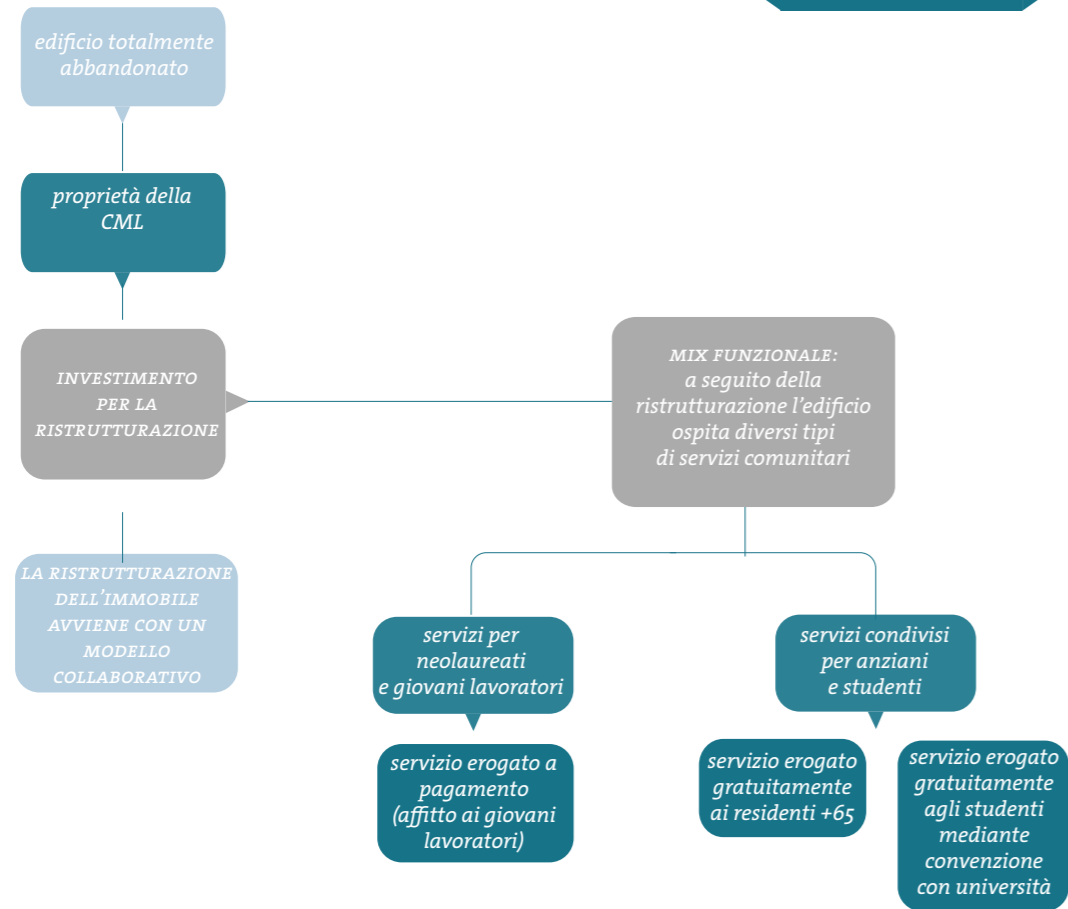 edificio totalmente
abbandonato
proprietà della
CML
INVESTIMENTO
PER LA
RISTRUTTURAZIONE
LA RISTRUTTURAZIONE
DELL'IMMOBILE
AVVIENE CON UN
MODELLO
COLLABORATIVO
MIX FUNZIONALE:
a seguito della
ristrutturazione l'edificio
ospita diversi tipi
di servizi comunitari
servizi per
neolaureati
e giovani lavoratori
servizio erogato a
pagamento
(affitto ai giovani
lavoratori)
servizi condivisi
per anziani
e studenti
servizio erogato
gratuitamente
ai residenti +65
servizio erogato
gratuitamente
agli studenti
mediante
convenzione
con università